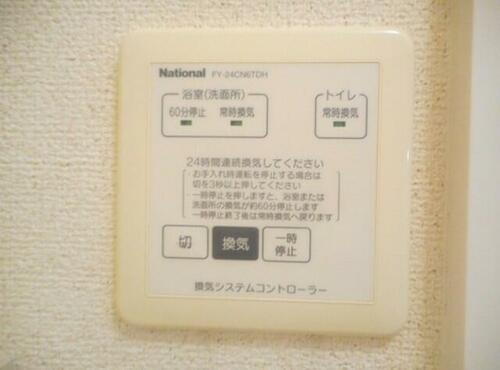 National FY-24CN6TDH
浴室(洗面所) トイレ
60分停止 常時換気 常時換気
24時間連続換気してください
お手入れ時運転を停止する場合は
切を3秒以上押してください
一時停止を押しますと、浴室または
洗面所の換気が約60分停止します
一時停止終了後は常時換気へ戻ります
切 換気 一時
停止
換気システムコントローラー